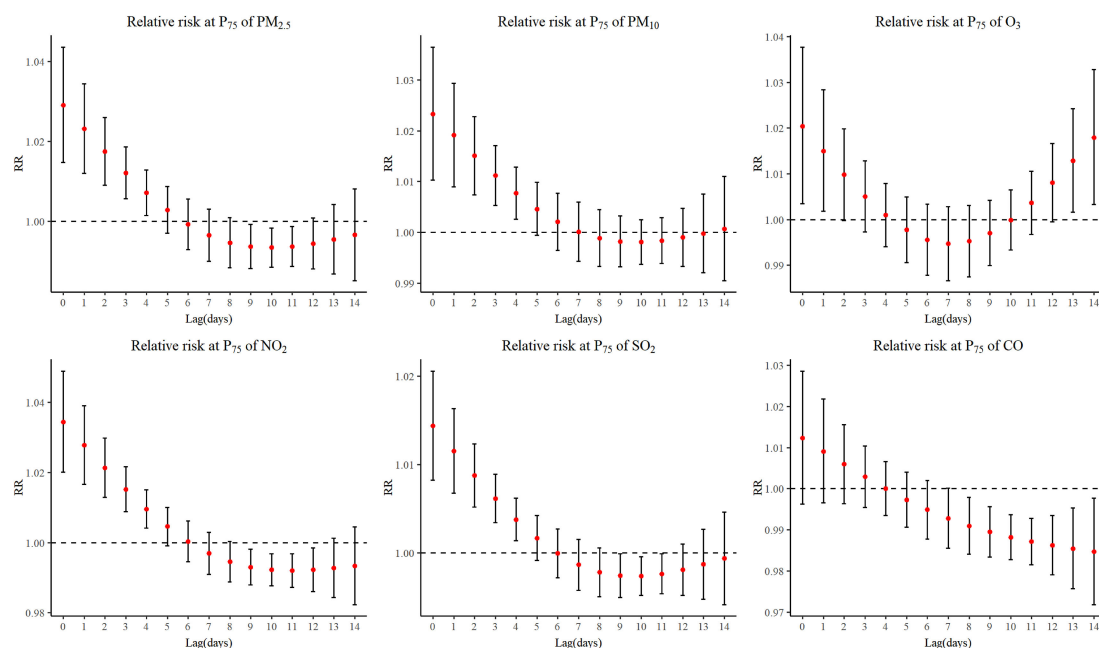 Relative risk at P75 of PM2.5
RR
1.04
1.02
1.00
0 1 2 3 4 5 6 7 8 9 10 11 12 13 14
Lag(days)
Relative risk at P75 of PM10
RR
1.03
1.02
1.01
1.00
0.99
0 1 2 3 4 5 6 7 8 9 10 11 12 13 14
Lag(days)
Relative risk at P75 of O3
RR
1.04
1.03
1.02
1.01
1.00
0.99
0 1 2 3 4 5 6 7 8 9 10 11 12 13 14
Lag(days)
Relative risk at P75 of NO2
RR
1.04
1.02
1.00
0.98
0 1 2 3 4 5 6 7 8 9 10 11 12 13 14
Lag(days)
Relative risk at P75 of SO2
RR
1.02
1.01
1.00
0 1 2 3 4 5 6 7 8 9 10 11 12 13 14
Lag(days)
Relative risk at P75 of CO
RR
1.03
1.02
1.01
1.00
0.99
0.98
0.97
0 1 2 3 4 5 6 7 8 9 10 11 12 13 14
Lag(days)